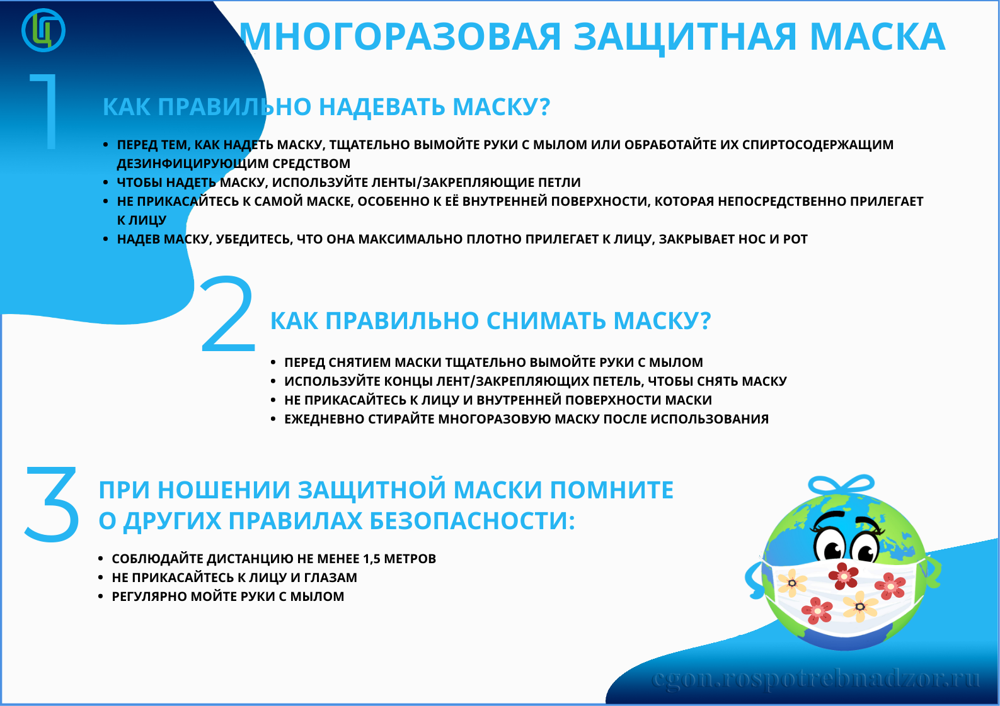 МНОГОРАЗОВАЯ ЗАЩИТНАЯ МАСКА
1
КАК ПРАВИЛЬНО НАДЕВАТЬ МАСКУ?
• ПЕРЕД ТЕМ, КАК НАДЕТЬ МАСКУ, ТЩАТЕЛЬНО ВЫМОЙТЕ РУКИ С МЫЛОМ ИЛИ ОБРАБОТАЙТЕ ИХ СПИРТОСОДЕРЖАЩИМ
ДЕЗИНФИЦИРУЮЩИМ СРЕДСТВОМ
• ЧТОБЫ НАДЕТЬ МАСКУ, ИСПОЛЬЗУЙТЕ ЛЕНТЫ/ЗАКРЕПЛЯЮЩИЕ ПЕТЛИ
• НЕ ПРИКАСАЙТЕСЬ К САМОЙ МАСКЕ, ОСОБЕННО К ЕЁ ВНУТРЕННЕЙ ПОВЕРХНОСТИ, КОТОРАЯ НЕПОСРЕДСТВЕННО ПРИЛЕГАЕТ
К ЛИЦУ
• НАДЕВ МАСКУ, УБЕДИТЕСЬ, ЧТО ОНА МАКСИМАЛЬНО ПЛОТНО ПРИЛЕГАЕТ К ЛИЦУ, ЗАКРЫВАЕТ НОС И РОТ
2
КАК ПРАВИЛЬНО СНИМАТЬ МАСКУ?
• ПЕРЕД СНЯТИЕМ МАСКИ ТЩАТЕЛЬНО ВЫМОЙТЕ РУКИ С МЫЛОМ
• ИСПОЛЬЗУЙТЕ КОНЦЫ ЛЕНТ/ЗАКРЕПЛЯЮЩИХ ПЕТЕЛЬ, ЧТОБЫ СНЯТЬ МАСКУ
• НЕ ПРИКАСАЙТЕСЬ К ЛИЦУ И ВНУТРЕННЕЙ ПОВЕРХНОСТИ МАСКИ
• ЕЖЕДНЕВНО СТИРАЙТЕ МНОГОРАЗОВУЮ МАСКУ ПОСЛЕ ИСПОЛЬЗОВАНИЯ
3
ПРИ НОШЕНИИ ЗАЩИТНОЙ МАСКИ ПОМНИТЕ
О ДРУГИХ ПРАВИЛАХ БЕЗОПАСНОСТИ:
• СОБЛЮДАЙТЕ ДИСТАНЦИЮ НЕ МЕНЕЕ 1,5 МЕТРОВ
• НЕ ПРИКАСАЙТЕСЬ К ЛИЦУ И ГЛАЗАМ
• РЕГУЛЯРНО МОЙТЕ РУКИ С МЫЛОМ
cgon.rospotrebnadzor.ru